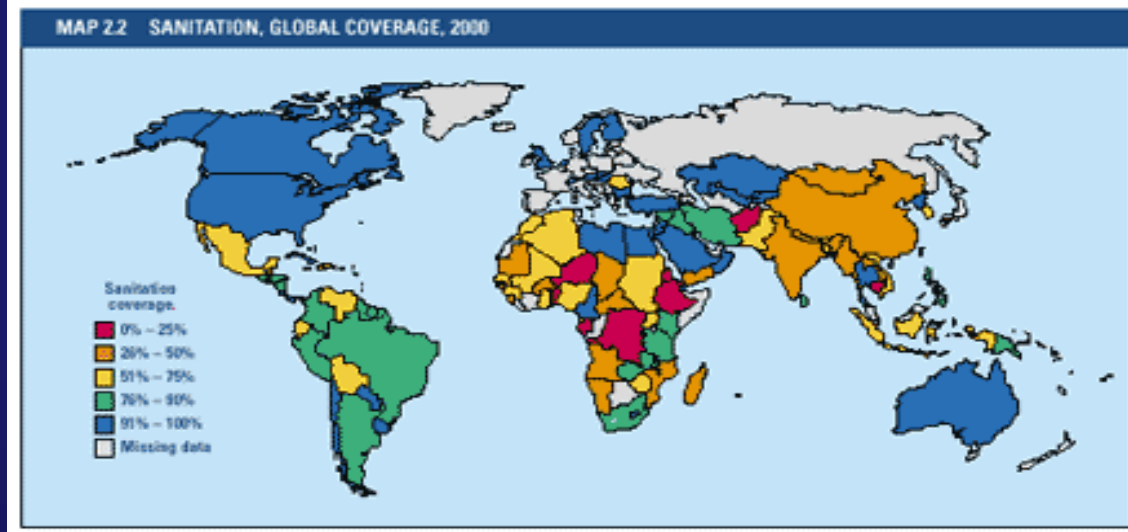 MAP 2.2 SANITATION, GLOBAL COVERAGE, 2000
Sanitation
coverage.
0% – 25%
26% – 50%
51% – 75%
76% – 90%
91% – 100%
Missing data